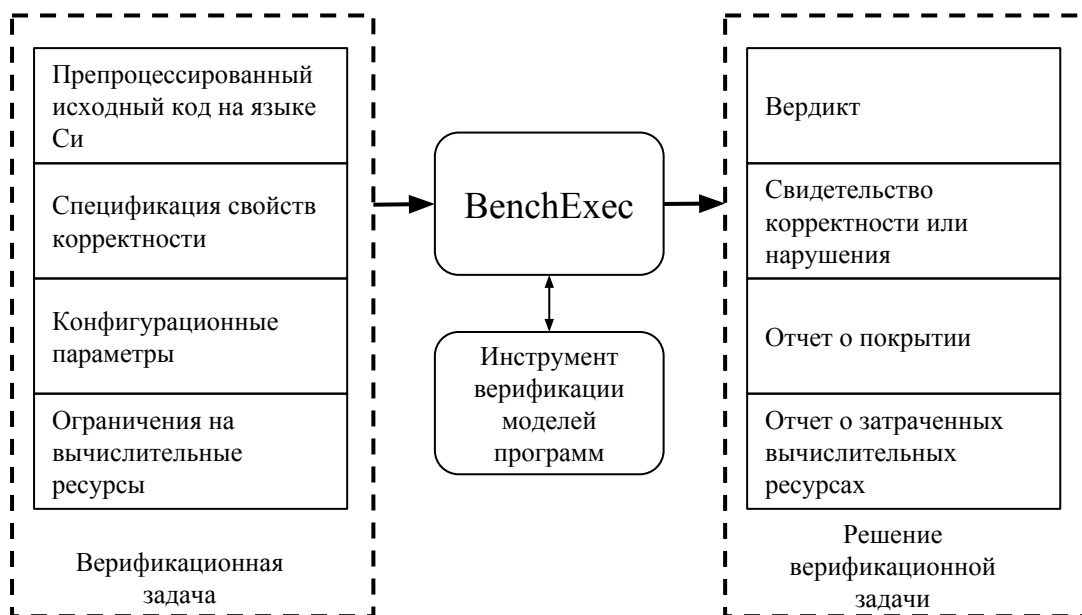 Препроцессированный
исходный код на языке
Си
Спецификация свойств
корректности
Конфигурационные
параметры
Ограничения на
вычислительные
ресурсы
Верификационная
задача
BenchExec
Инструмент
верификации
моделей
программ
Вердикт
Свидетельство
корректности или
нарушения
Отчет о покрытии
Отчет о затраченных
вычислительных
ресурсах
Решение
верификационной
задачи